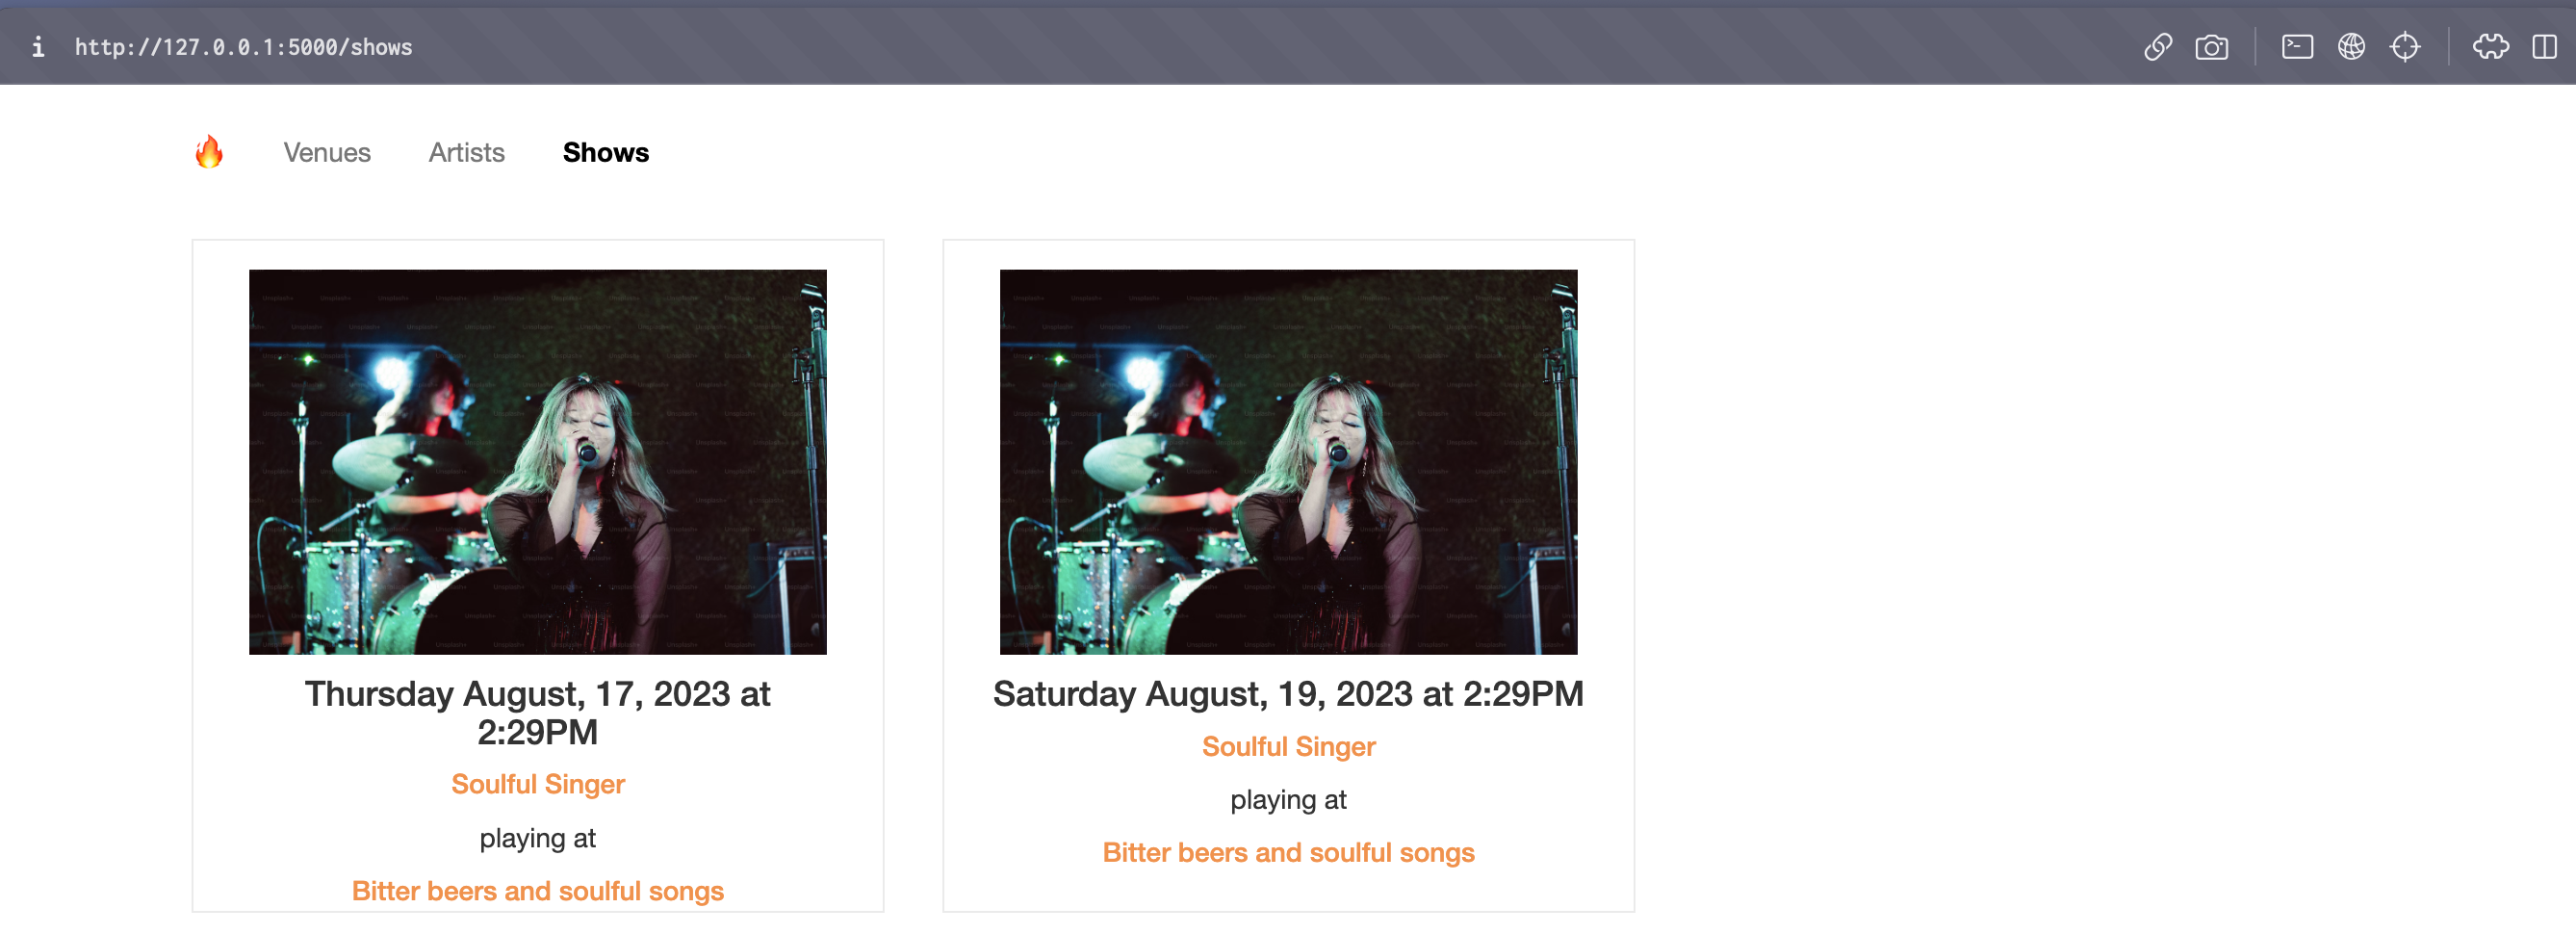 http://127.0.0.1:5000/shows
Venues Artists Shows
Thursday August, 17, 2023 at
2:29PM
Soulful Singer
playing at
Bitter beers and soulful songs
Saturday August, 19, 2023 at 2:29PM
Soulful Singer
playing at
Bitter beers and soulful songs